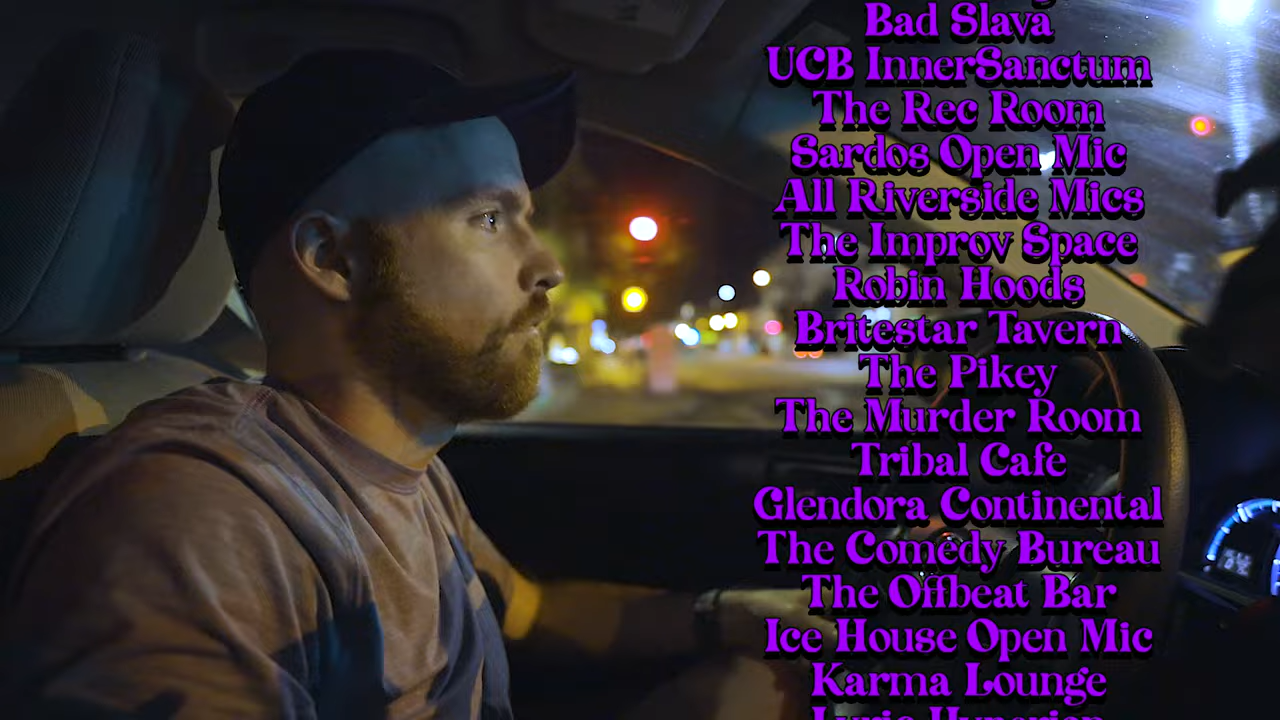 Bad Slava
UCB InnerSanctum
The Rec Room
Sardos Open Mic
All Riverside Mics
The Improv Space
Robin Hoods
Britestar Tavern
The Pikey
The Murder Room
Tribal Cafe
Glendora Continental
The Comedy Bureau
The Offbeat Bar
Ice House Open Mic
Karma Lounge
Lyric Hyperion